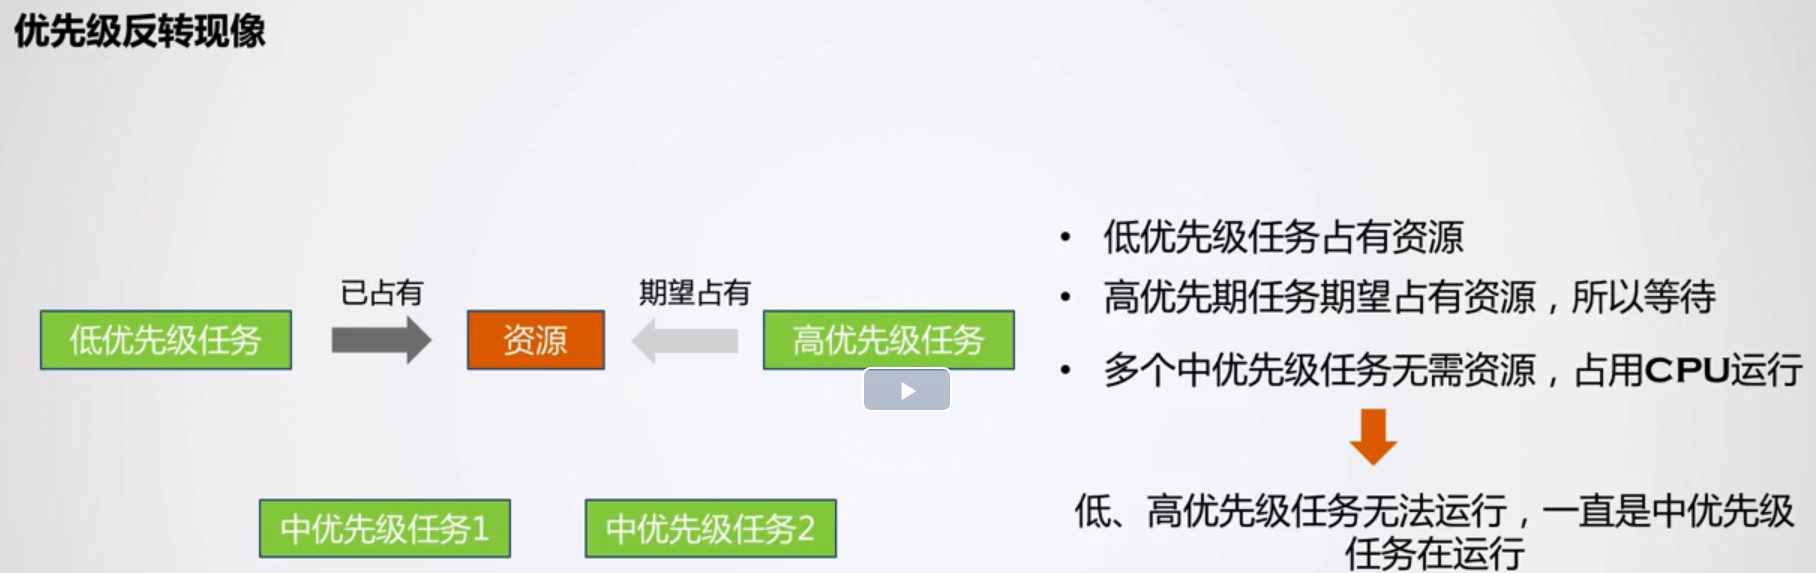 优先级反转现像
已占有
期望占有
低优先级任务
资源
高优先级任务
中优先级任务1
中优先级任务2
• 低优先级任务占有资源
• 高优先期任务期望占有资源，所以等待
• 多个中优先级任务无需资源，占用CPU运行
低、高优先级任务无法运行，一直是中优先级
任务在运行